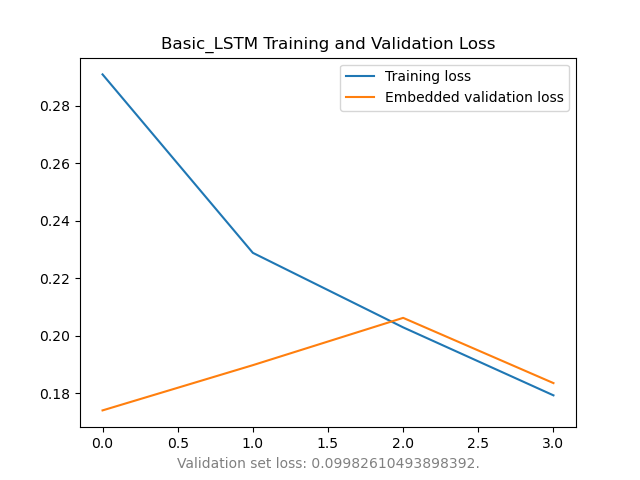 Basic_LSTM Training and Validation Loss
Training loss
Embedded validation loss
0.28
0.26
0.24
0.22
0.20
0.18
0.0 0.5 1.0 1.5 2.0 2.5 3.0
Validation set loss: 0.09982610493898392.